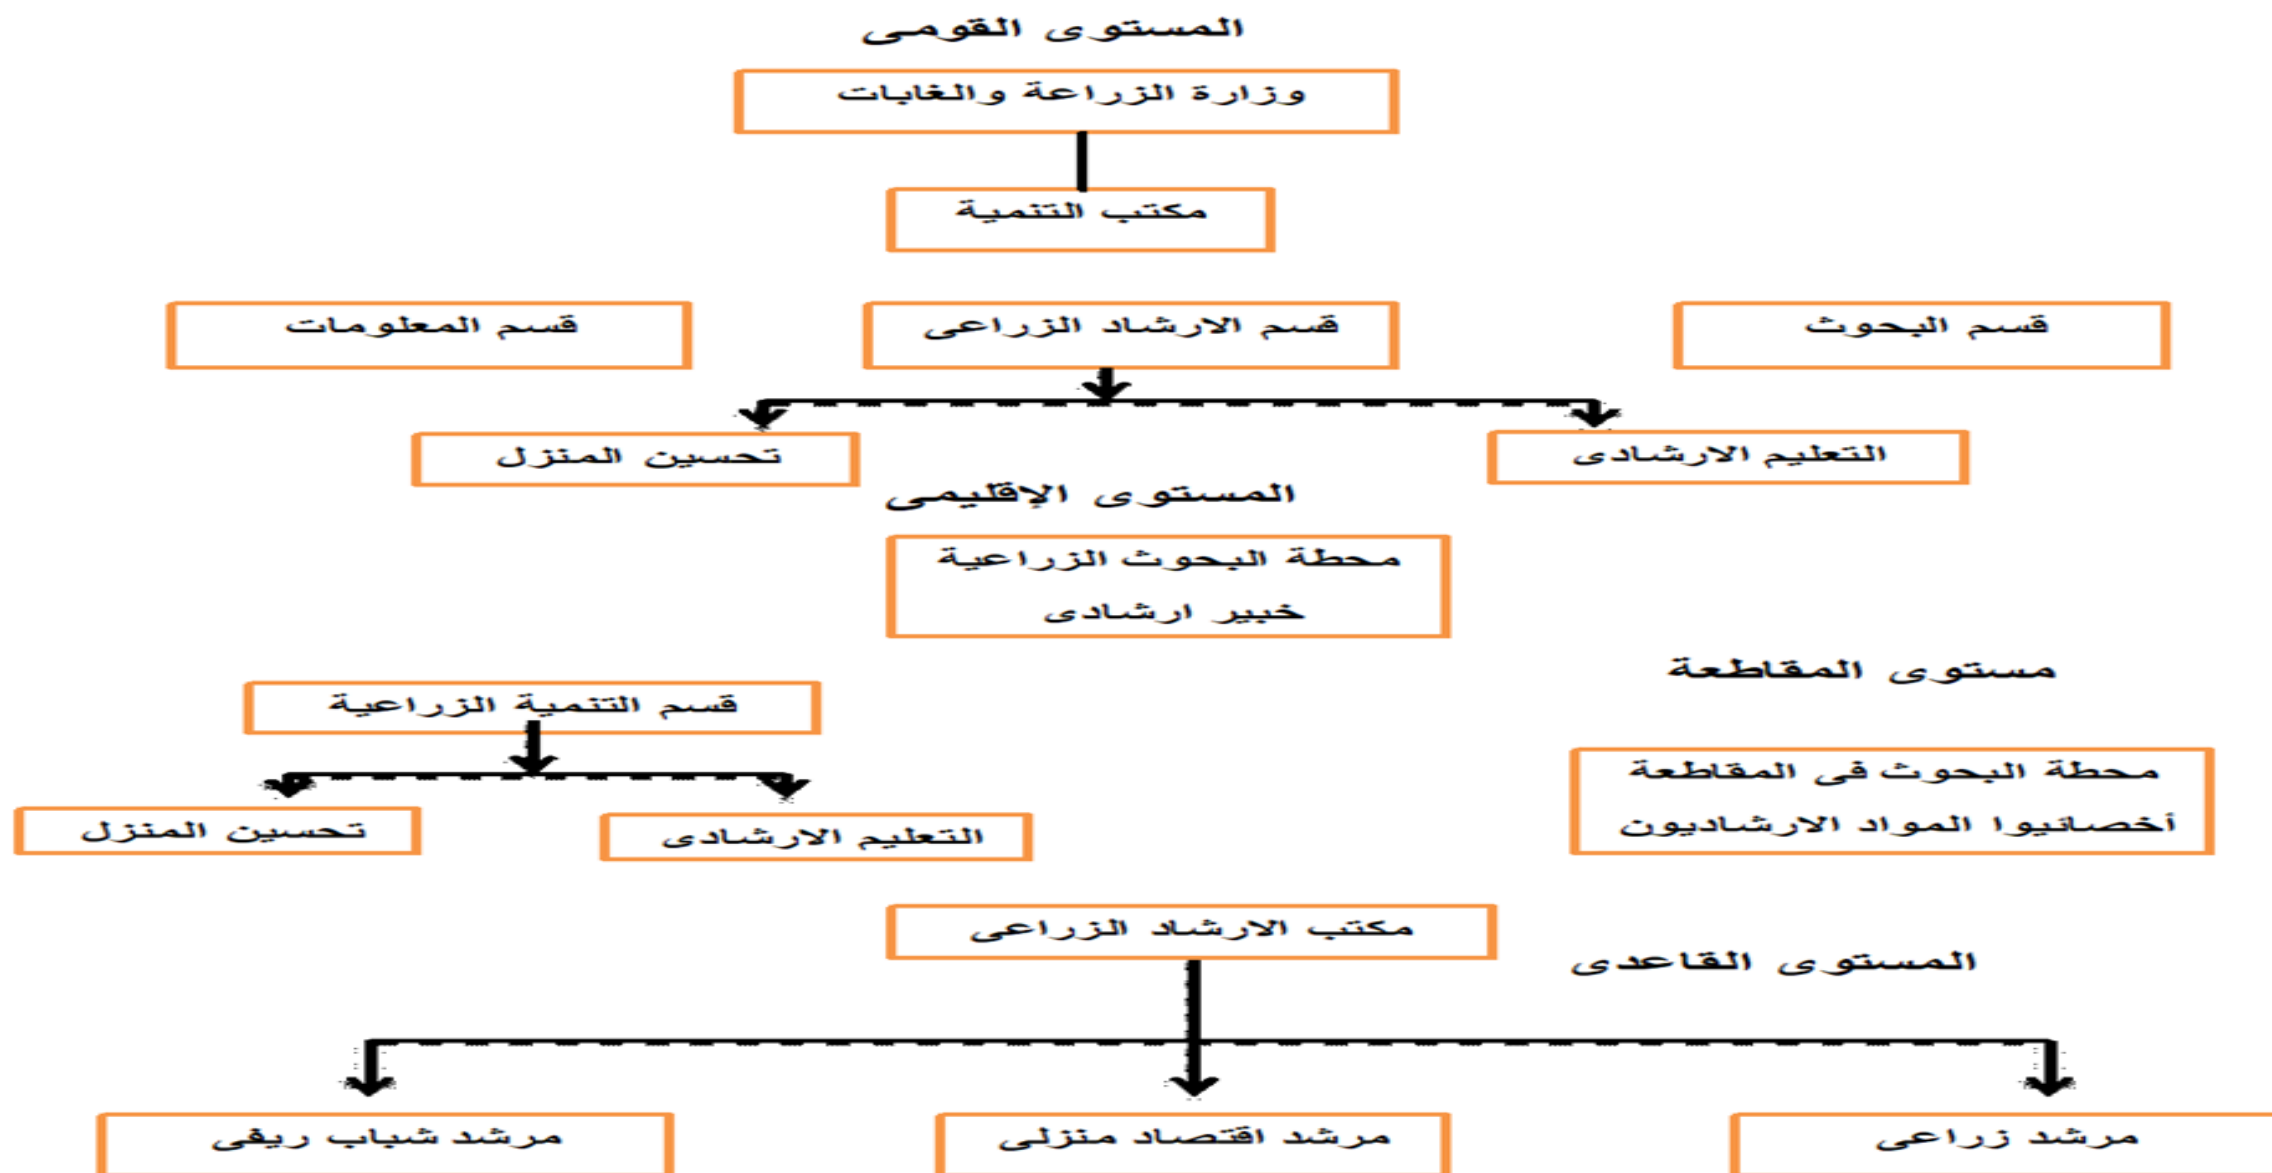 المستوى القومى
وزارة الزراعة والغابات
مكتب التنمية
قسم البحوث
قسم الارشاد الزراعى
قسم المعلومات
التعليم الارشادى
تحسين المنزل
المستوى الإقليمى
محطة البحوث الزراعية
خبير ارشادى
مستوى المقاطعة
قسم التنمية الزراعية
محطة البحوث فى المقاطعة
أخصائيوا المواد الارشاديون
التعليم الارشادى
تحسين المنزل
مكتب الارشاد الزراعى
المستوى القاعدى
مرشد زراعى
مرشد اقتصاد منزلى
مرشد شباب ريفى